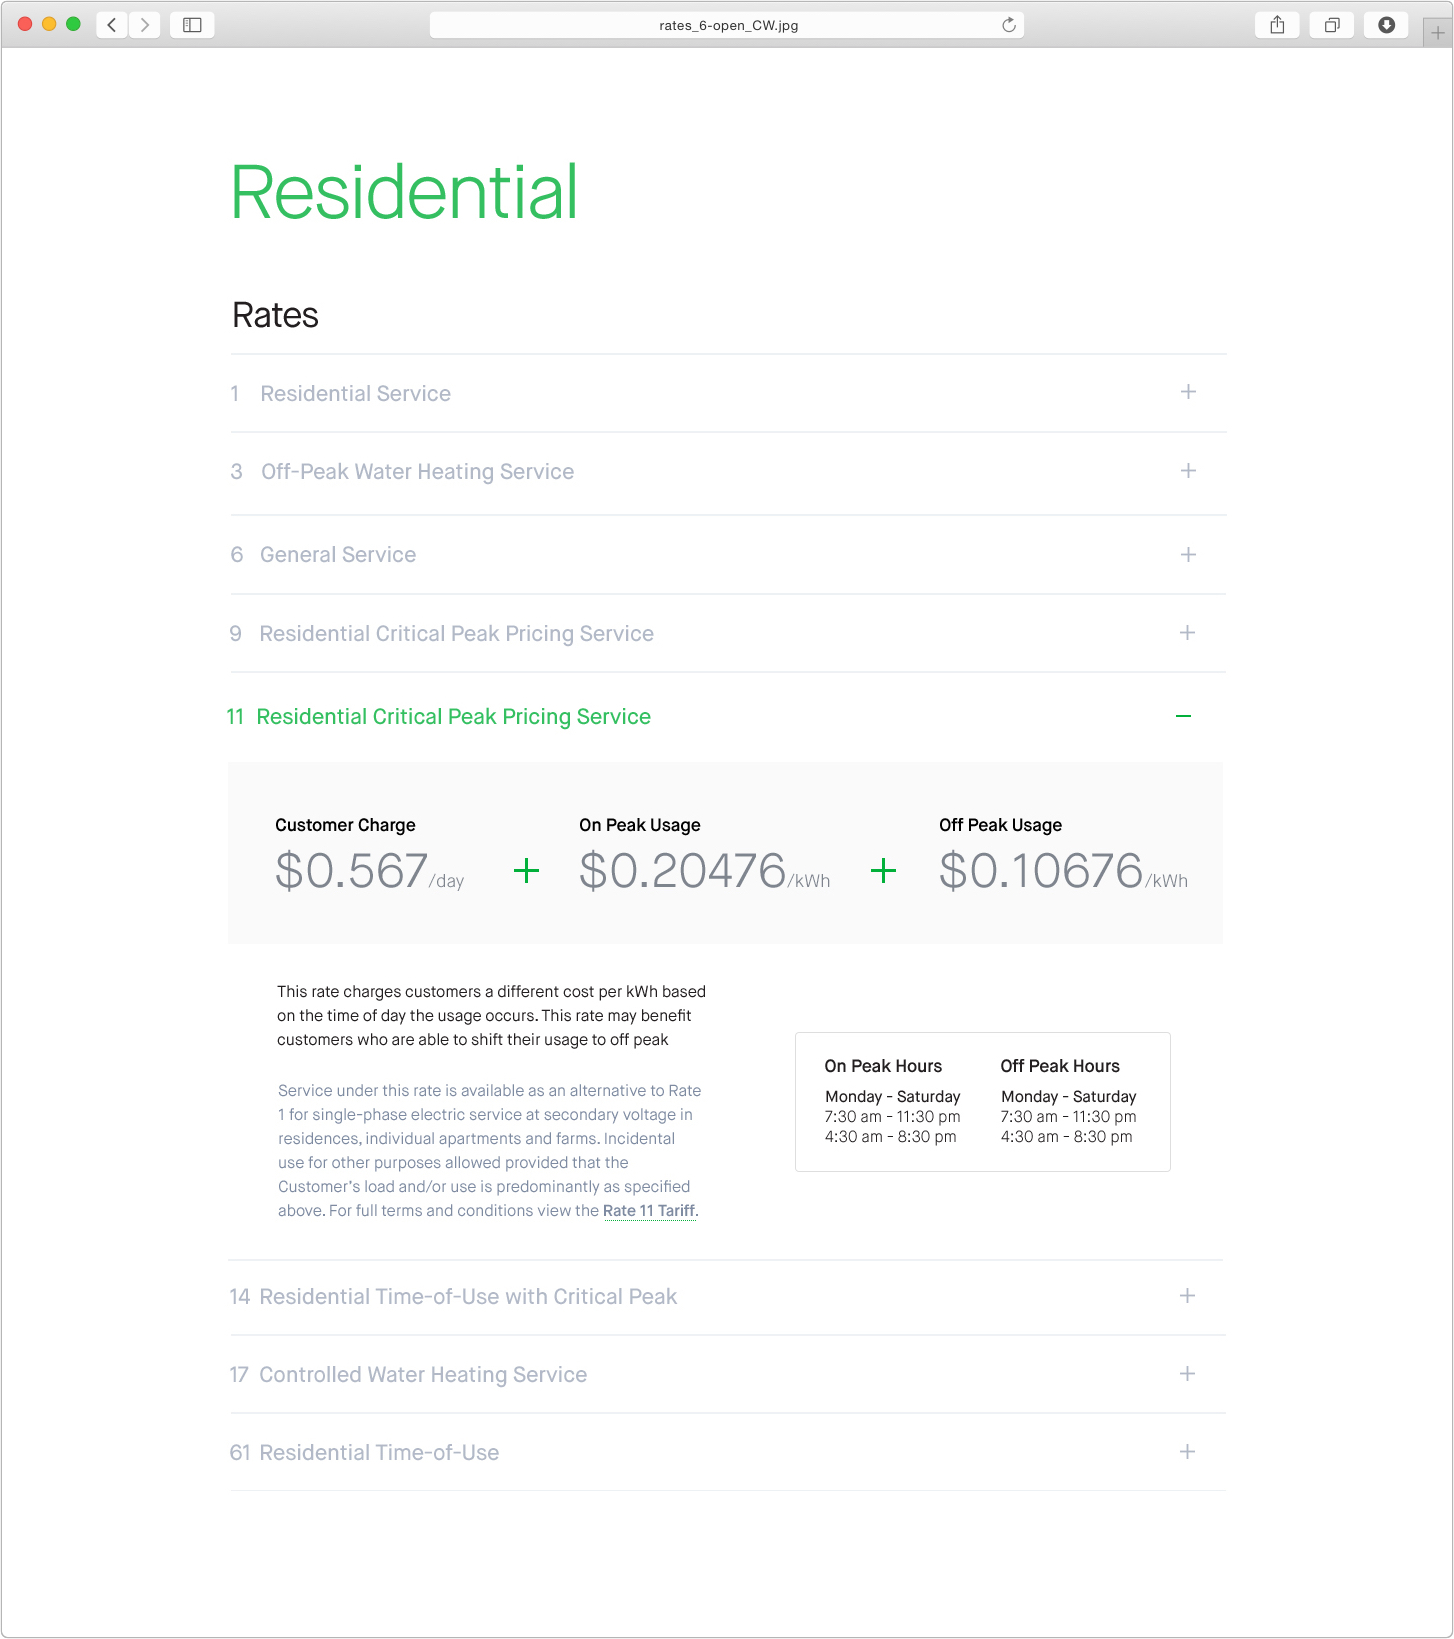 rates_6-open_CW.jpg
Residential
Rates
1 Residential Service
3 Off-Peak Water Heating Service
6 General Service
9 Residential Critical Peak Pricing Service
11 Residential Critical Peak Pricing Service
Customer Charge
$0.567/day
+
On Peak Usage
$0.20476/kWh
+
Off Peak Usage
$0.10676/kWh
This rate charges customers a different cost per kWh based
on the time of day the usage occurs. This rate may benefit
customers who are able to shift their usage to off peak
Service under this rate is available as an alternative to Rate
1 for single-phase electric service at secondary voltage in
residences, individual apartments and farms. Incidental
use for other purposes allowed provided that the
Customer's load and/or use is predominantly as specified
above. For full terms and conditions view the Rate 11 Tariff.
On Peak Hours
Monday - Saturday
7:30 am - 11:30 pm
4:30 am - 8:30 pm
Off Peak Hours
Monday - Saturday
7:30 am - 11:30 pm
4:30 am - 8:30 pm
14 Residential Time-of-Use with Critical Peak
17 Controlled Water Heating Service
61 Residential Time-of-Use